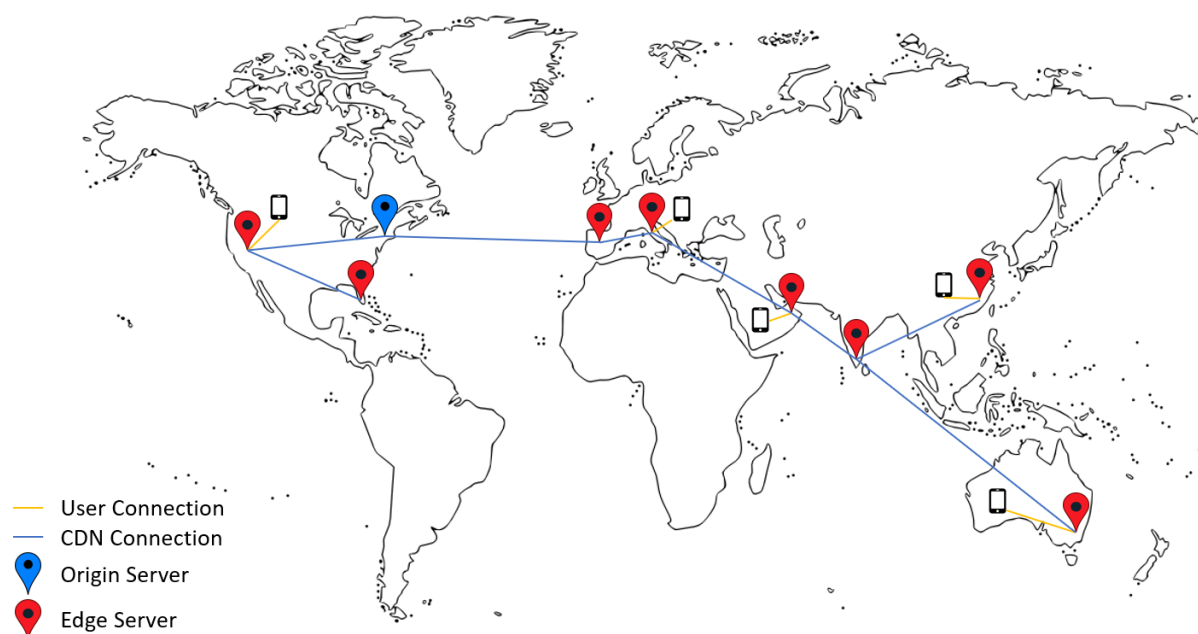 User Connection
CDN Connection
Origin Server
Edge Server